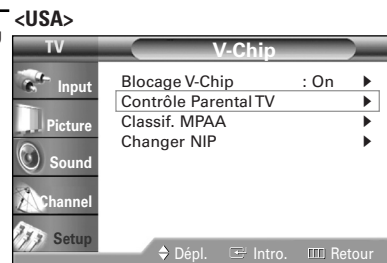 <USA>
TV
V-Chip
Input
Blocage V-Chip : On
Contrôle Parental TV
Picture
Classif. MPAA
Changer NIP
Sound
Channel
Setup
Dépl. Intro. Retour